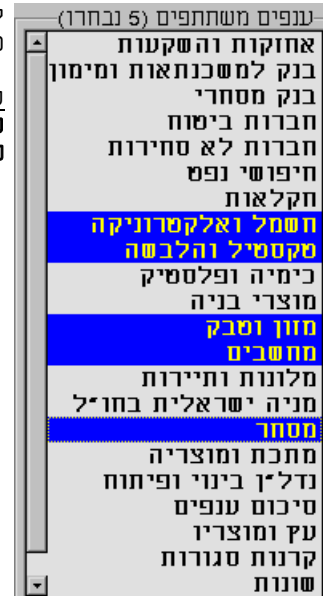 ענפים משתתפים (5 נבחרו)
אחזקות והשקעות
בנק למשכנתאות ומימון
בנק מסחרי
חברות ביטוח
חברות לא סחירות
חיפושי נפט
חקלאות
חשמל ואלקטרוניקה
טקסטיל והלבשה
כימיה ופלסטיק
מוצרי בניה
מזון וטבק
מחשבים
מלונות ותיירות
מניה ישראלית בחו"ל
מסחר
מתכת ומוצריה
נדל"ן בינוי ופיתוח
סיכום ענפים
עץ ומוצריו
קרנות סגורות
שונות